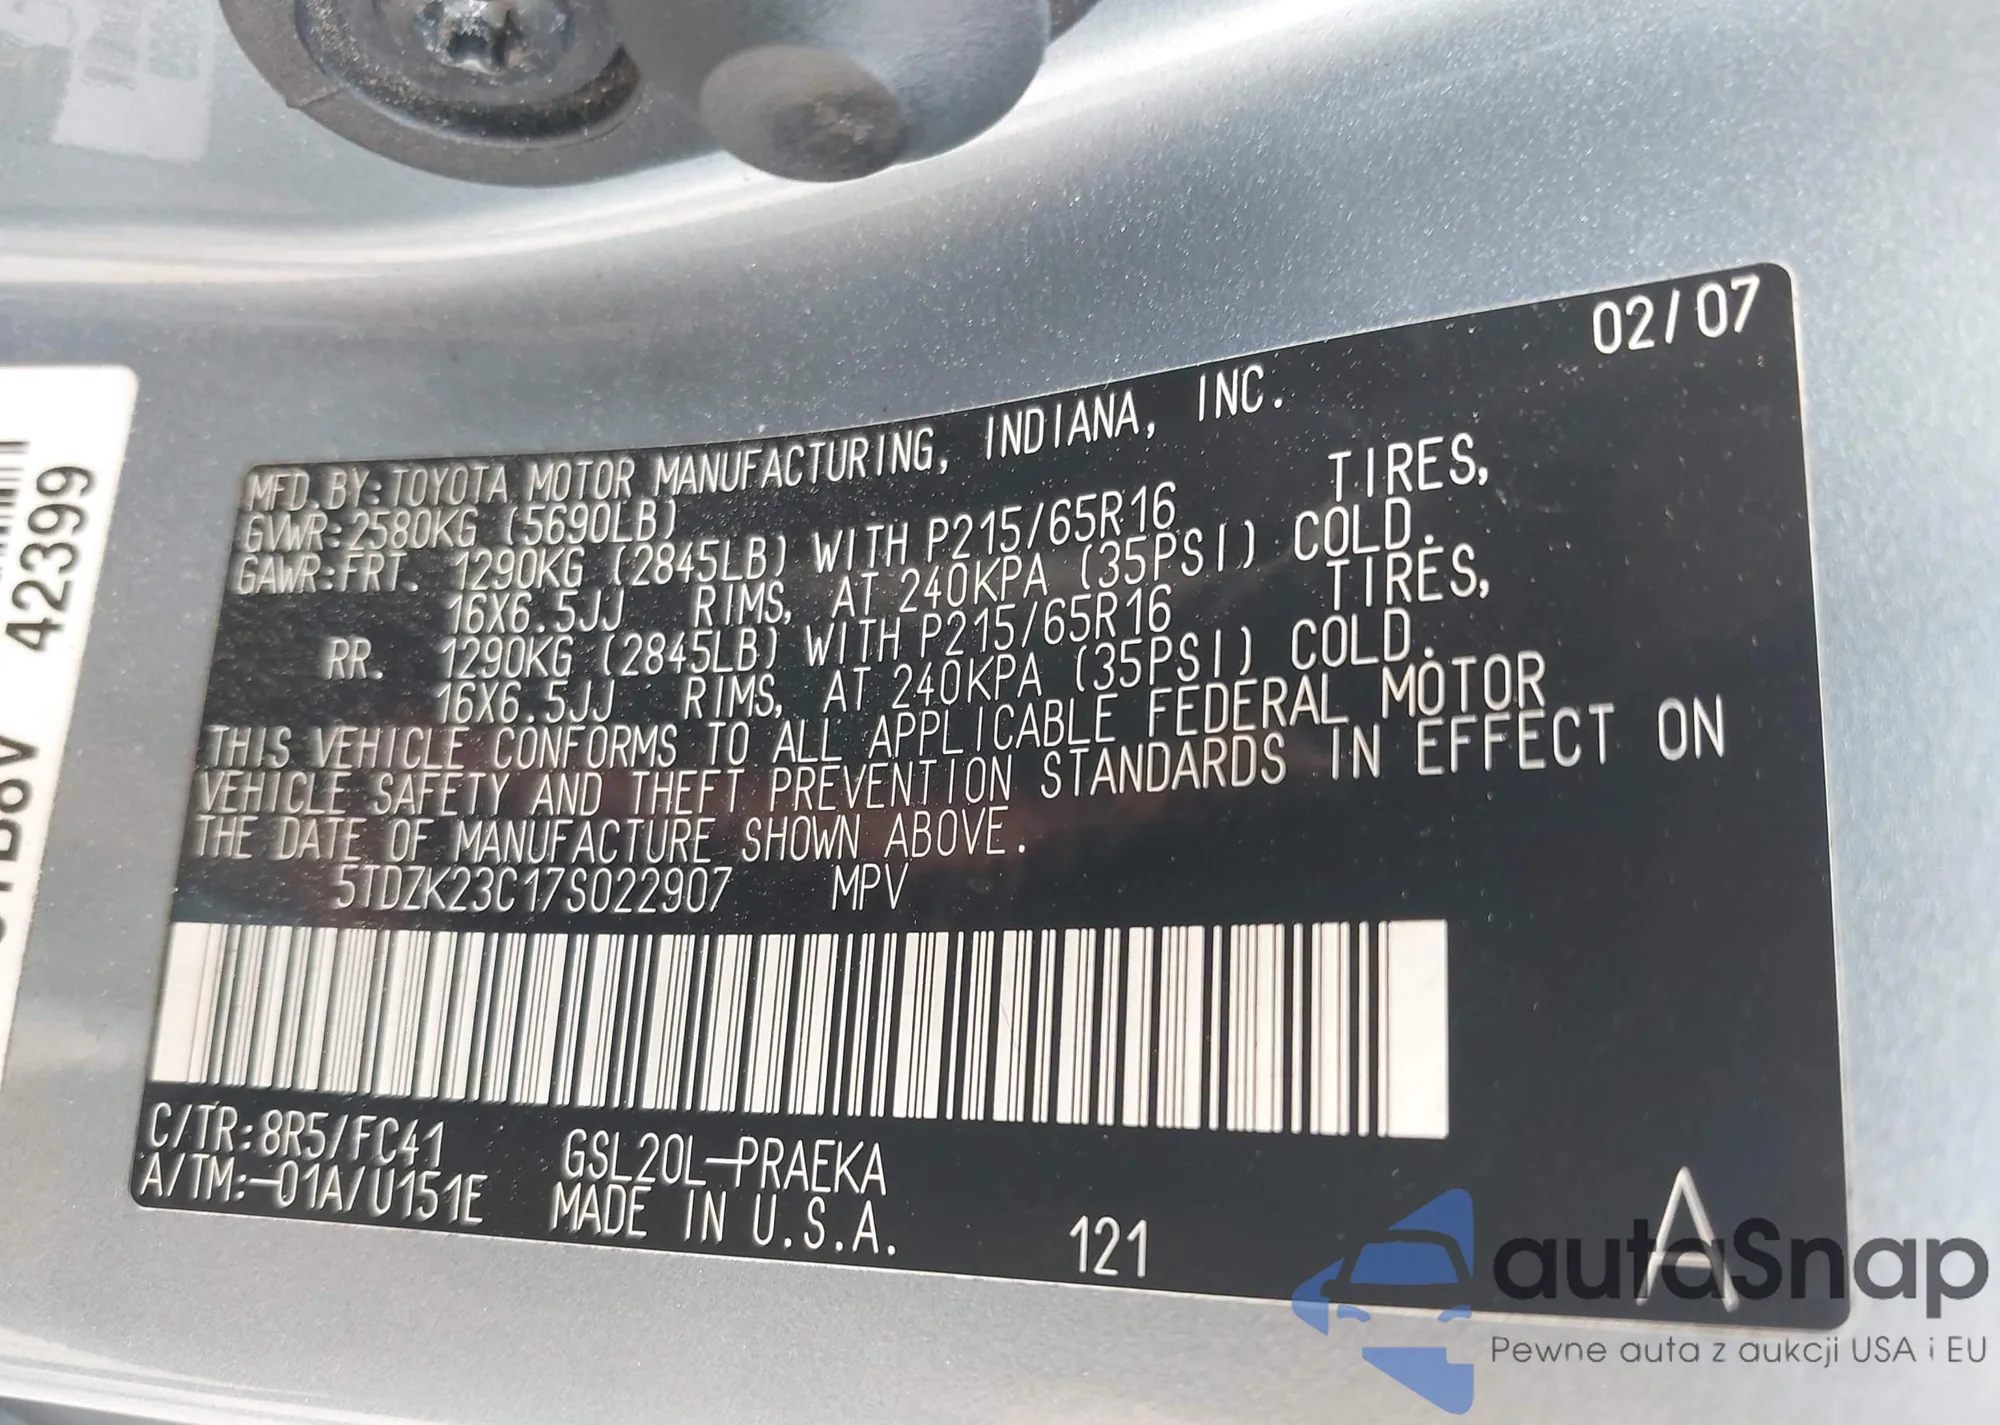 02/07
MFD.BY:TOYOTA MOTOR MANUFACTURING, INDIANA, INC.
GVWR:2580KG (5690LB)
GAWR:FRT. 1290KG (2845LB) WITH P215/65R16 TIRES,
16X6.5JJ RIMS, AT 240KPA (35PSI) COLD.
RR. 1290KG (2845LB) WITH P215/65R16 TIRES,
16X6.5JJ RIMS, AT 240KPA (35PSI) COLD.
THIS VEHICLE CONFORMS TO ALL APPLICABLE FEDERAL MOTOR
VEHICLE SAFETY AND THEFT PREVENTION STANDARDS IN EFFECT ON
THE DATE OF MANUFACTURE SHOWN ABOVE.
5TDZK23C17S022907 MPV
C/TR:8R5/FC41 GSL20L-PRAEKA
A/TM:-01A/U151E MADE IN U.S.A. 121 A
42399
autaSnap
Pewne auta z aukcji USA i EU